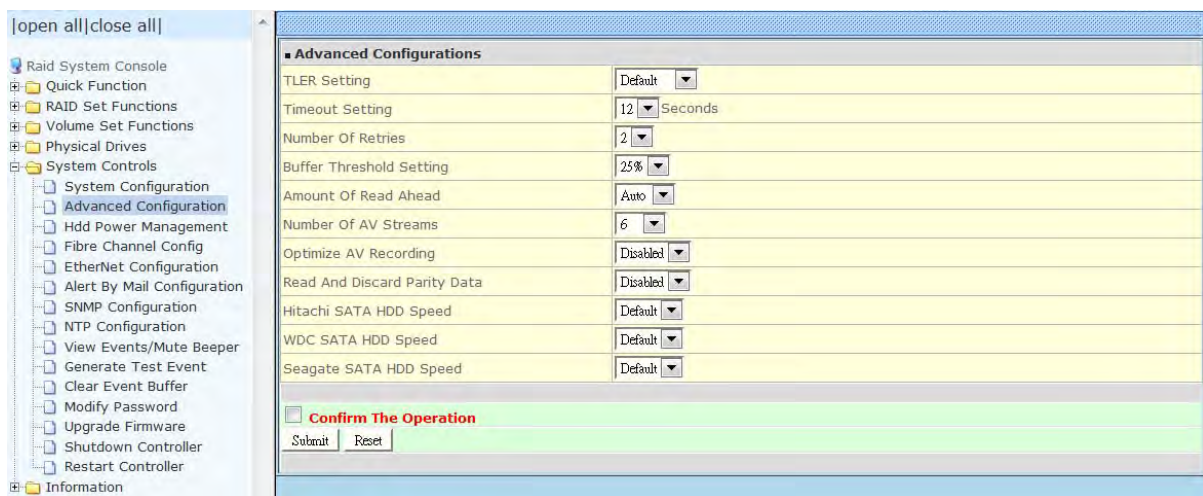 |open all|close all|
Raid System Console
Quick Function
RAID Set Functions
Volume Set Functions
Physical Drives
System Controls
System Configuration
Advanced Configuration
Hdd Power Management
Fibre Channel Config
EtherNet Configuration
Alert By Mail Configuration
SNMP Configuration
NTP Configuration
View Events/Mute Beeper
Generate Test Event
Clear Event Buffer
Modify Password
Upgrade Firmware
Shutdown Controller
Restart Controller
Information
Advanced Configurations
TLER Setting Default
Timeout Setting 12 Seconds
Number Of Retries 2
Buffer Threshold Setting 25%
Amount Of Read Ahead Auto
Number Of AV Streams 6
Optimize AV Recording Disabled
Read And Discard Parity Data Disabled
Hitachi SATA HDD Speed Default
WDC SATA HDD Speed Default
Seagate SATA HDD Speed Default
Confirm The Operation
Submit Reset